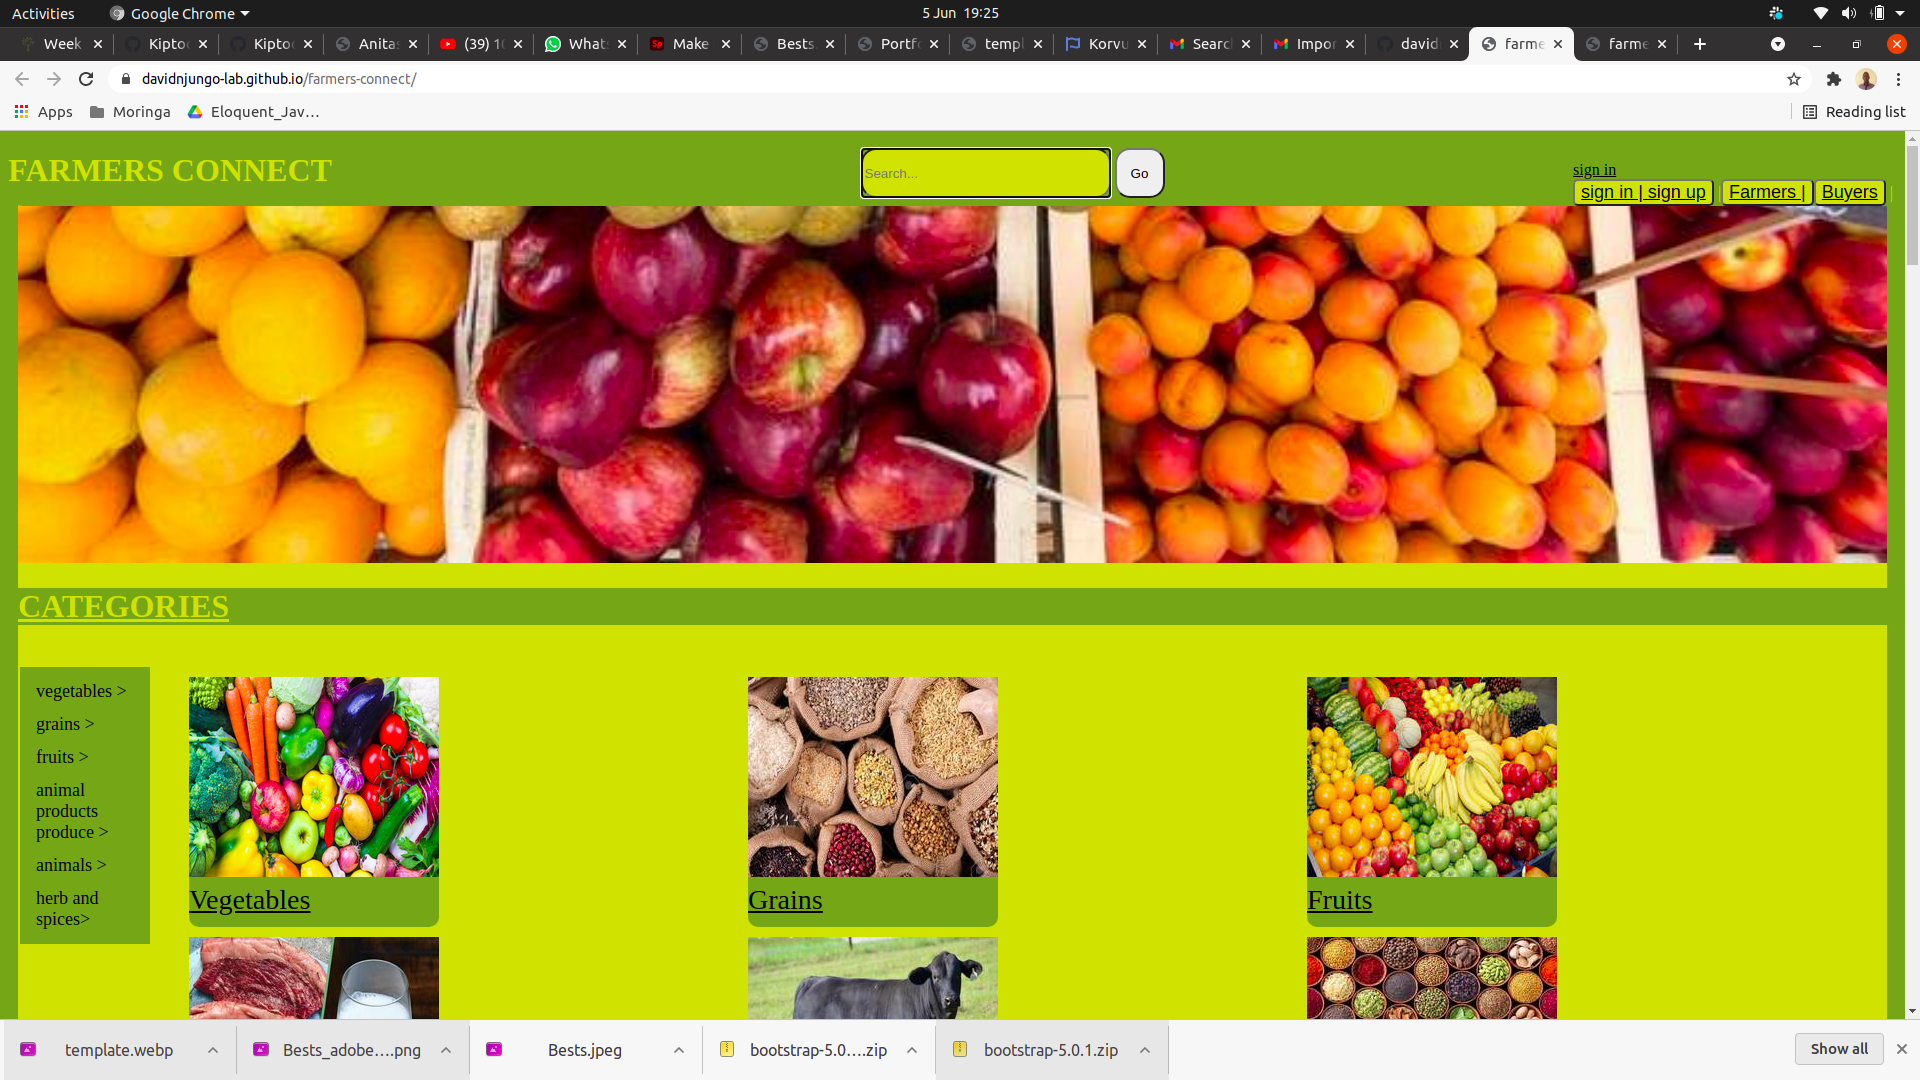 Activities
Google Chrome
5 Jun 19:25
Week
Kipto
Kipto
Anitas
(39) 1
Whats
Make
Bests.
Portfo
templ
Korvu
Searc
Impor
david
farme
farme
davidnjungo-lab.github.io/farmers-connect/
Apps
Moringa
Eloquent_Jav...
Reading list
FARMERS CONNECT
Search...
Go
sign in
sign in | sign up
Farmers |
Buyers
|
CATEGORIES
vegetables >
grains >
fruits >
animal
products
produce >
animals >
herb and
spices>
Vegetables
Grains
Fruits
template.webp
Bests_adobe....png
Bests.jpeg
bootstrap-5.0....zip
bootstrap-5.0.1.zip
Show all